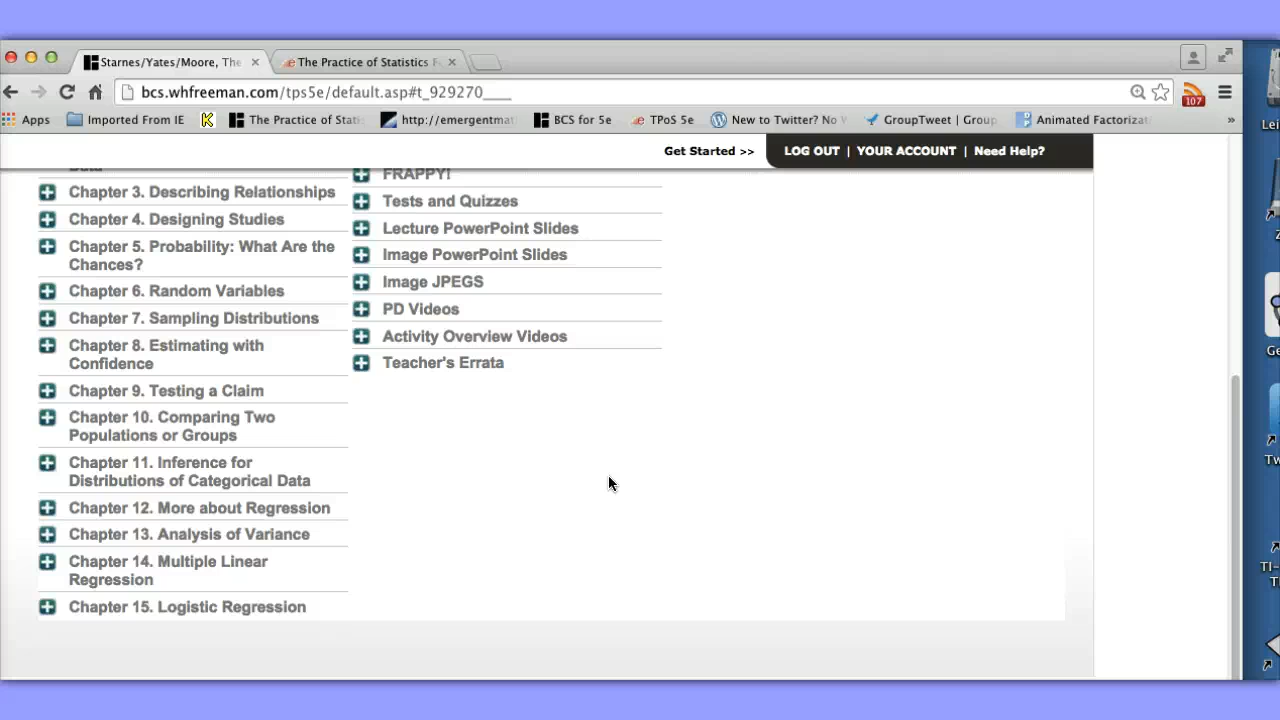 Starnes/Yates/Moore, The
The Practice of Statistics F
bcs.whfreeman.com/tps5e/default.asp#t_929270____
107
Apps
Imported From IE
K
The Practice of Stati
http://emergentmat
BCS for 5e
TPoS 5e
New to Twitter? No W
GroupTweet | Group
Animated Factorizat
»
Get Started >>
LOG OUT | YOUR ACCOUNT | Need Help?
Data
Chapter 3. Describing Relationships
Chapter 4. Designing Studies
Chapter 5. Probability: What Are the
Chances?
Chapter 6. Random Variables
Chapter 7. Sampling Distributions
Chapter 8. Estimating with
Confidence
Chapter 9. Testing a Claim
Chapter 10. Comparing Two
Populations or Groups
Chapter 11. Inference for
Distributions of Categorical Data
Chapter 12. More about Regression
Chapter 13. Analysis of Variance
Chapter 14. Multiple Linear
Regression
Chapter 15. Logistic Regression
FRAPPY!
Tests and Quizzes
Lecture PowerPoint Slides
Image PowerPoint Slides
Image JPEGS
PD Videos
Activity Overview Videos
Teacher's Errata
Lei
Ge
Tw
TI-